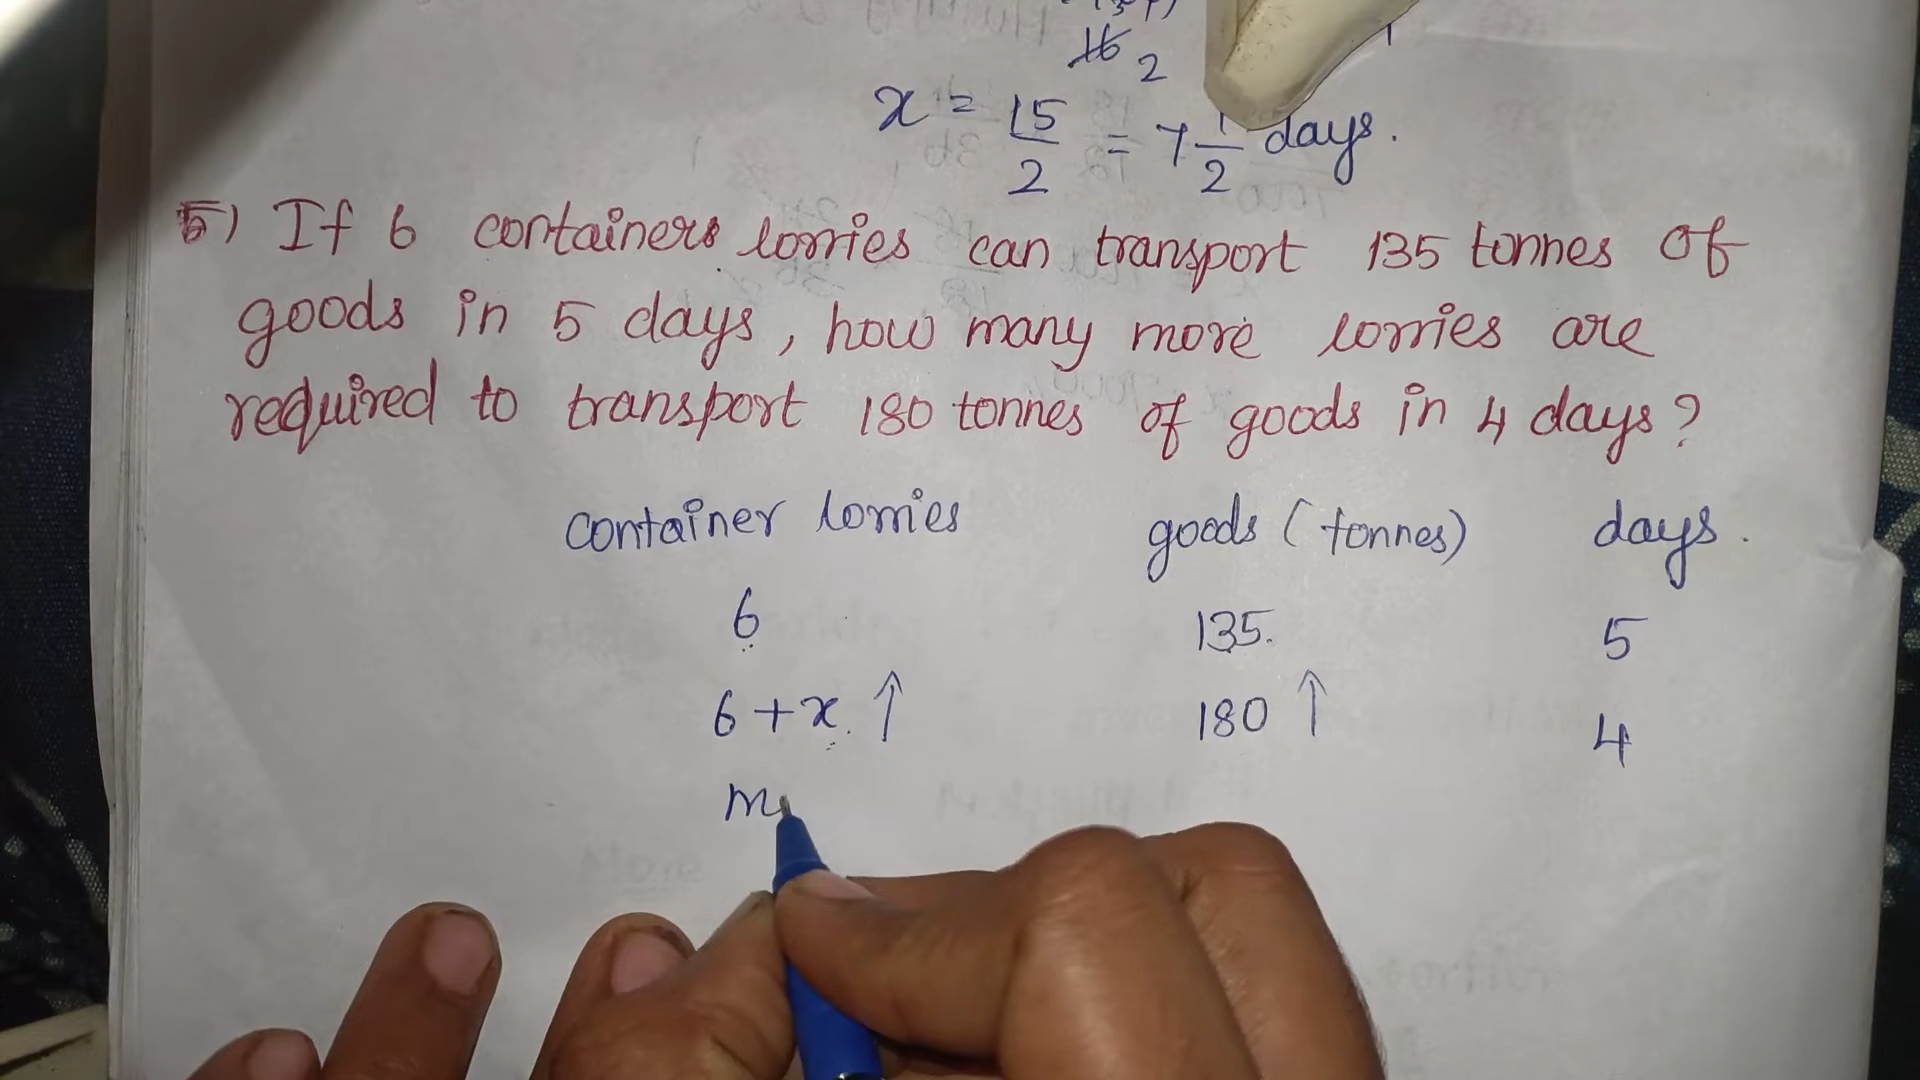 16 2
x = 15/2 = 7 1/2 days.
5) If 6 containers lorries can transport 135 tonnes of
goods in 5 days, how many more lorries are
required to transport 180 tonnes of goods in 4 days?
container lorries goods (tonnes) days.
6 135. 5
6 + x ↑ 180 ↑ 4
m